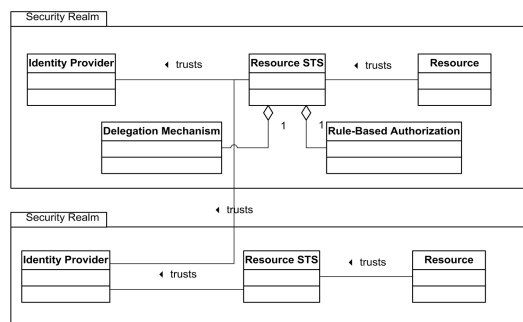 Security Realm
Identity Provider
◄ trusts
Resource STS
◄ trusts
Resource
1
1
Delegation Mechanism
Rule-Based Authorization
◄ trusts
Security Realm
Identity Provider
◄ trusts
Resource STS
◄ trusts
Resource